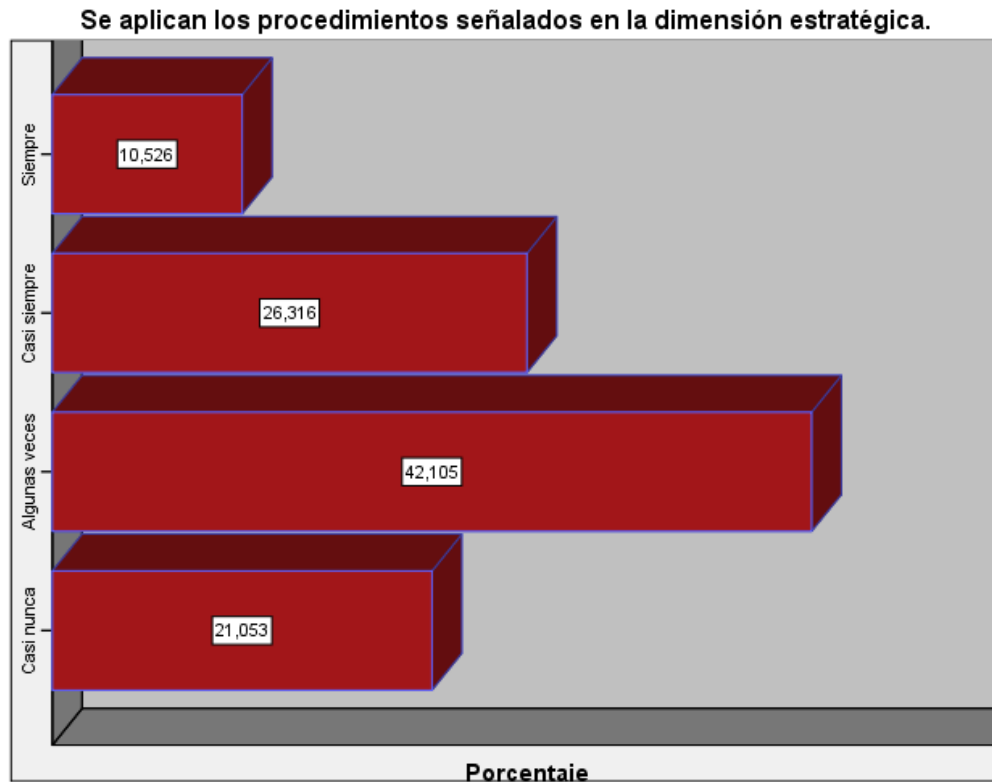 Se aplican los procedimientos señalados en la dimensión estratégica.
Siempre
10,526
Casi siempre
26,316
Algunas veces
42,105
Casi nunca
21,053
Porcentaje